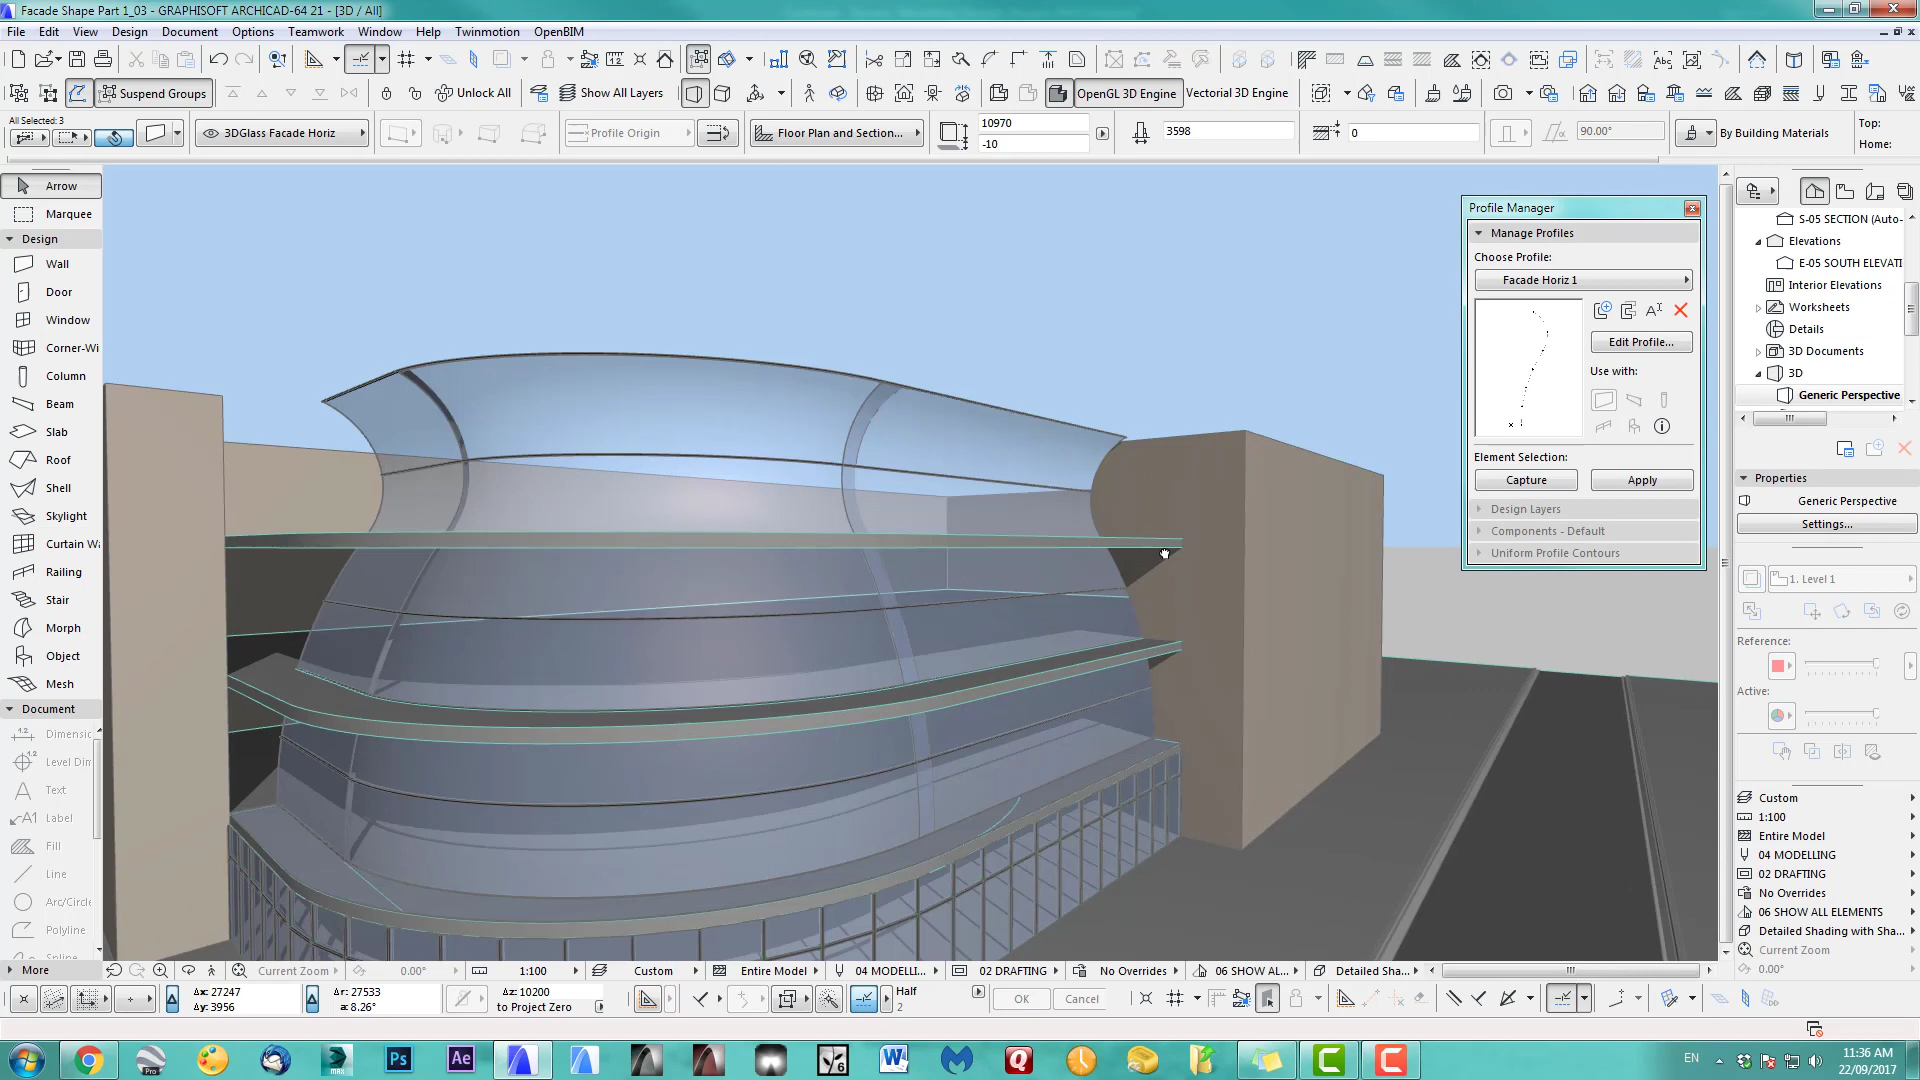 Facade Shape Part 1_03 - GRAPHISOFT ARCHICAD-64 21 - [3D / All]
File Edit View Design Document Options Teamwork Window Help Twinmotion OpenBIM
Suspend Groups
Unlock All
Show All Layers
OpenGL 3D Engine
Vectorial 3D Engine
All Selected: 3
3DGlass Facade Horiz
Profile Origin
Floor Plan and Section...
10970
-10
3598
0
90.00°
By Building Materials
Top:
Home:
Arrow
Marquee
Design
Wall
Door
Window
Corner-Wi
Column
Beam
Slab
Roof
Shell
Skylight
Curtain Wa
Railing
Stair
Morph
Object
Mesh
Document
Dimensic
Level Dim
Text
Label
Fill
Line
Arc/Circle
Polyline
Spline
More
Profile Manager
Manage Profiles
Choose Profile:
Facade Horiz 1
Edit Profile...
Use with:
Element Selection:
Capture
Apply
Design Layers
Components - Default
Uniform Profile Contours
S-05 SECTION (Auto-
Elevations
E-05 SOUTH ELEVATI
Interior Elevations
Worksheets
Details
3D Documents
3D
Generic Perspective
Properties
Generic Perspective
Settings...
1. Level 1
Reference:
Active:
Custom
1:100
Entire Model
04 MODELLING
02 DRAFTING
No Overrides
06 SHOW ALL ELEMENTS
Detailed Shading with Sha...
Current Zoom
0.00°
Current Zoom
0.00°
1:100
Custom
Entire Model
04 MODELLI...
02 DRAFTING
No Overrides
06 SHOW AL...
Detailed Sha...
Δx: 27247
Δy: 3956
Δr: 27533
a: 8.26°
Δz: 10200
to Project Zero
Half
2
OK
Cancel
EN
11:36 AM
22/09/2017